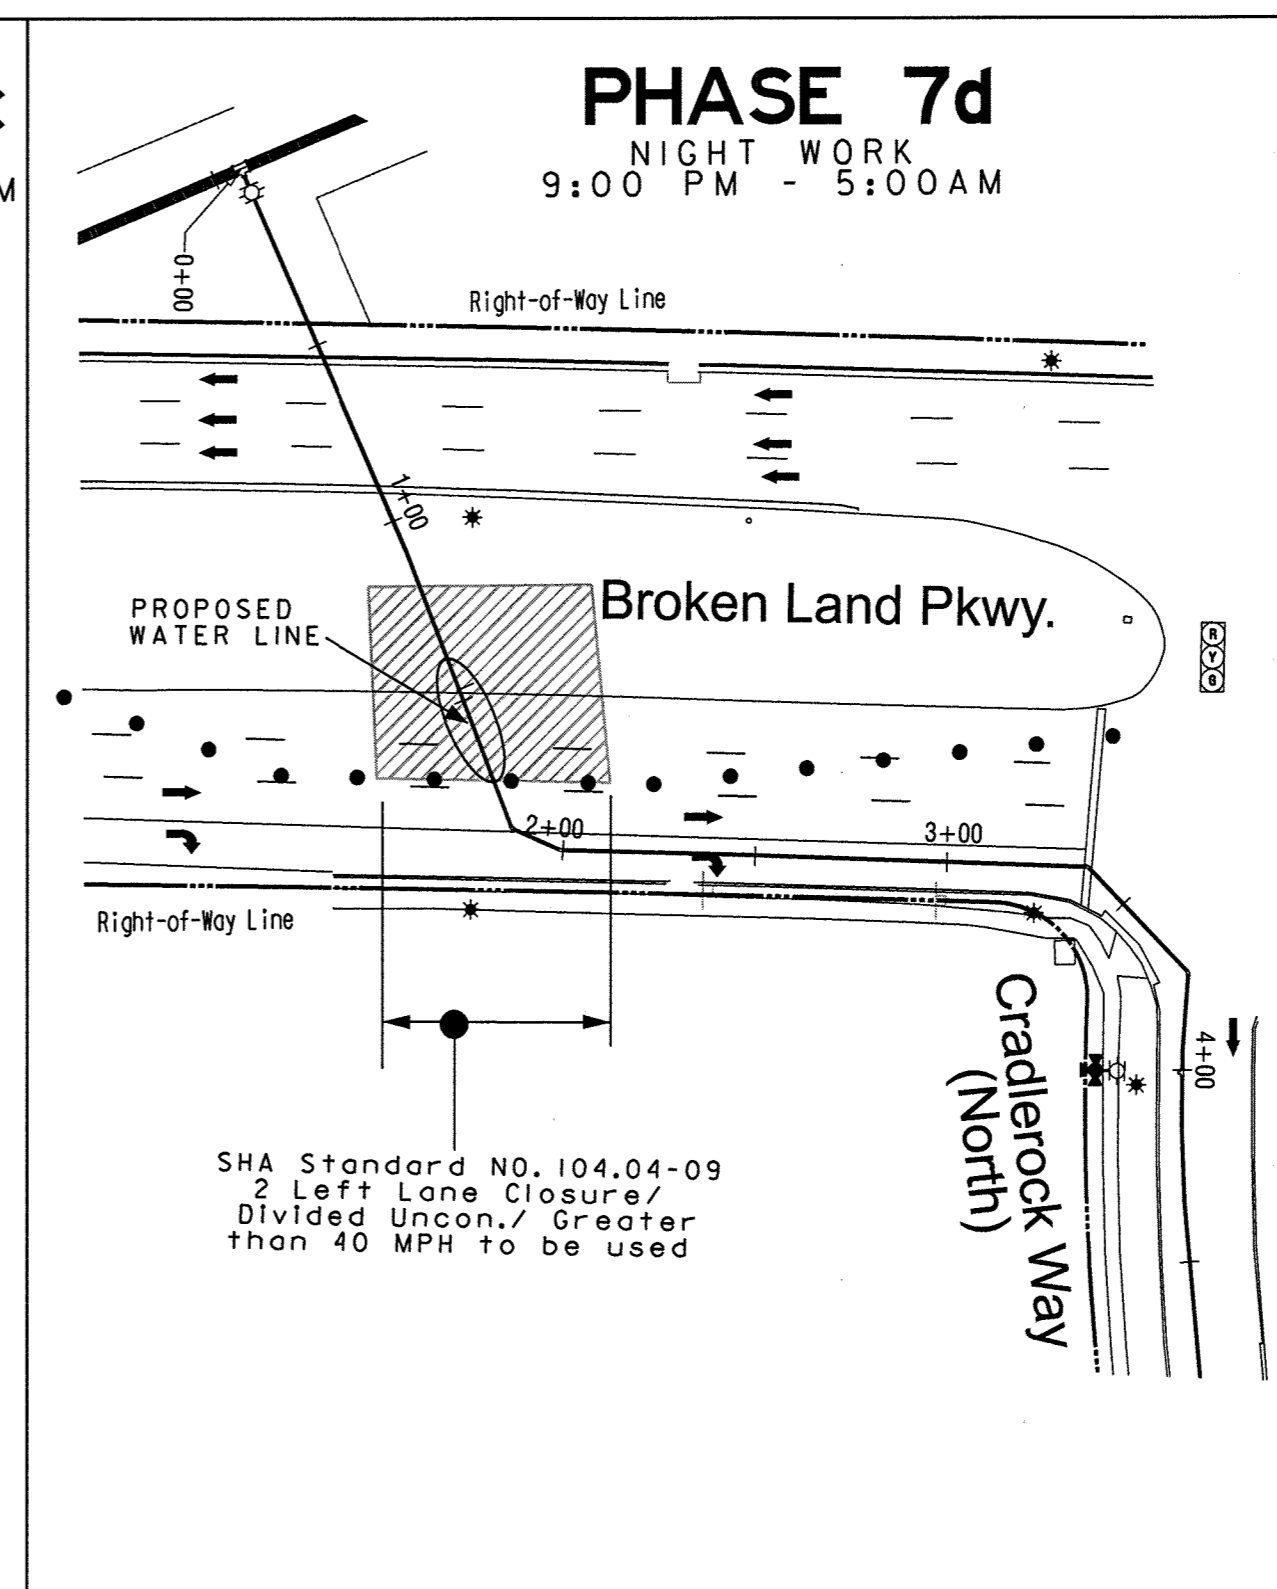 PHASE 7d
NIGHT WORK
9:00 PM - 5:00AM
M
0+00
Right-of-Way Line
1+00
PROPOSED
WATER LINE
Broken Land Pkwy.
R
Y
G
2+00
3+00
Right-of-Way Line
Cradlerock Way
(North)
4+00
SHA Standard NO. 104.04-09
2 Left Lane Closure/
Divided Uncon./ Greater
than 40 MPH to be used